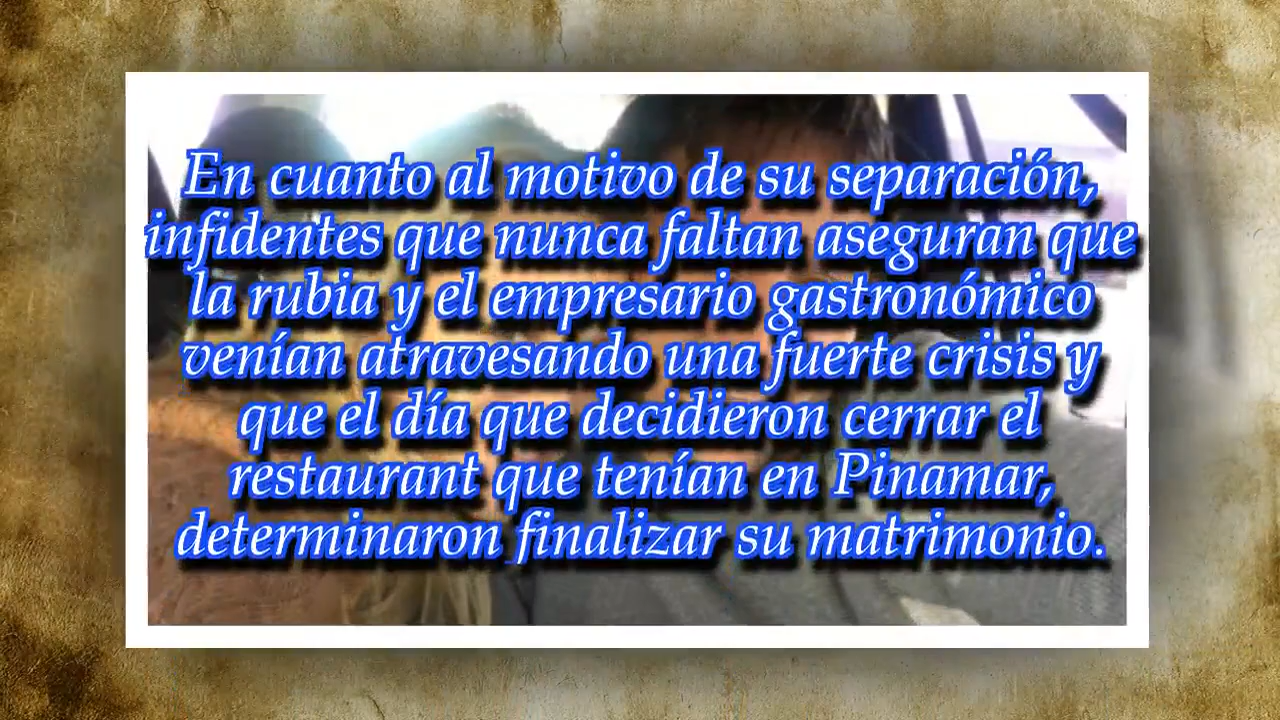 En cuanto al motivo de su separación,
infidentes que nunca faltan aseguran que
la rubia y el empresario gastronómico
venían atravesando una fuerte crisis y
que el día que decidieron cerrar el
restaurant que tenían en Pinamar,
determinaron finalizar su matrimonio.